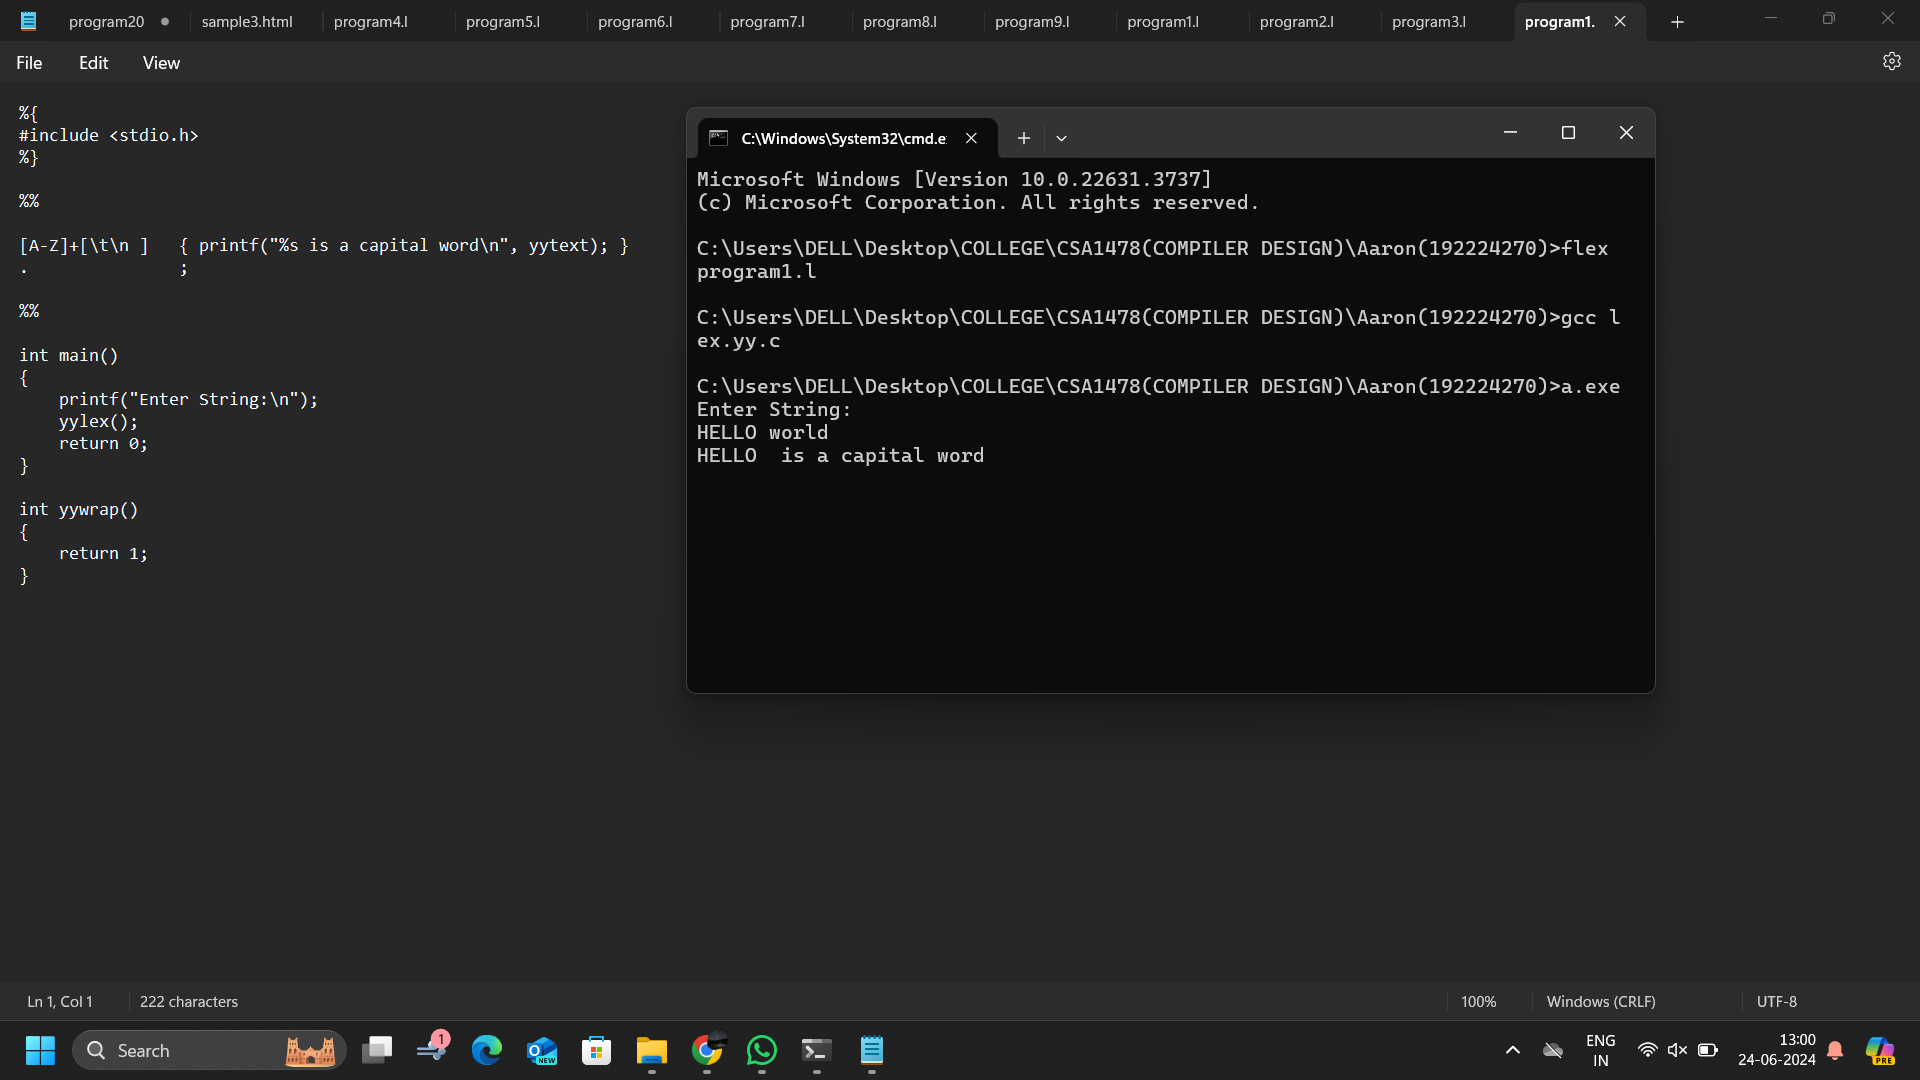 program20
sample3.html
program4.l
program5.l
program6.l
program7.l
program8.l
program9.l
program1.l
program2.l
program3.l
program1.
File
Edit
View
%{
#include <stdio.h>
%}
%%
[A-Z]+[\t\n ]   { printf("%s is a capital word\n", yytext); }
.               ;
%%
int main()
{
    printf("Enter String:\n");
    yylex();
    return 0;
}
int yywrap()
{
    return 1;
}
C:\Windows\System32\cmd.e
Microsoft Windows [Version 10.0.22631.3737]
(c) Microsoft Corporation. All rights reserved.
C:\Users\DELL\Desktop\COLLEGE\CSA1478(COMPILER DESIGN)\Aaron(192224270)>flex
program1.l
C:\Users\DELL\Desktop\COLLEGE\CSA1478(COMPILER DESIGN)\Aaron(192224270)>gcc l
ex.yy.c
C:\Users\DELL\Desktop\COLLEGE\CSA1478(COMPILER DESIGN)\Aaron(192224270)>a.exe
Enter String:
HELLO world
HELLO  is a capital word
Ln 1, Col 1
222 characters
100%
Windows (CRLF)
UTF-8
Search
1
NEW
ENG
IN
13:00
24-06-2024
PRE